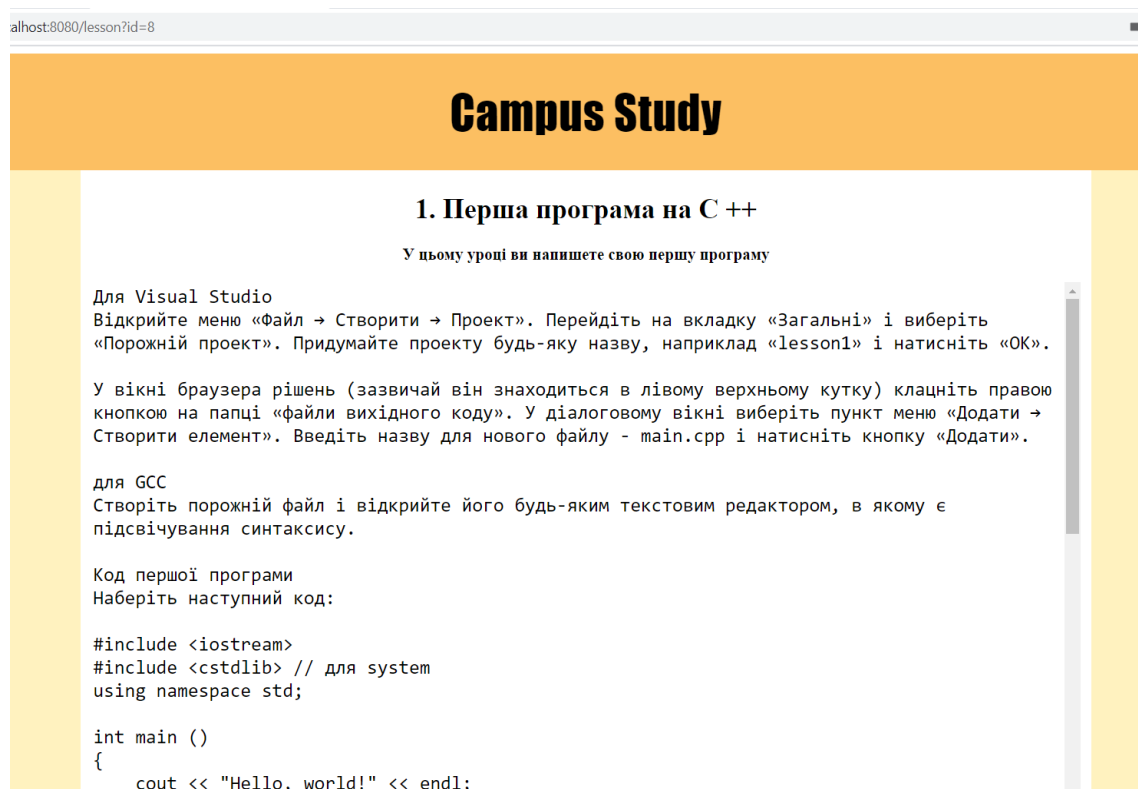 alhost:8080/lesson?id=8
Campus Study
1. Перша програма на C ++
У цьому уроці ви напишете свою першу програму
Для Visual Studio
Відкрийте меню «Файл → Створити → Проект». Перейдіть на вкладку «Загальні» і виберіть
«Порожній проект». Придумайте проекту будь-яку назву, наприклад «lesson1» і натисніть «ОК».
У вікні браузера рішень (зазвичай він знаходиться в лівому верхньому кутку) клацніть правою
кнопкою на папці «файли вихідного коду». У діалоговому вікні виберіть пункт меню «Додати →
Створити елемент». Введіть назву для нового файлу - main.cpp і натисніть кнопку «Додати».
для GCC
Створіть порожній файл і відкрийте його будь-яким текстовим редактором, в якому є
підсвічування синтаксису.
Код першої програми
Наберіть наступний код:
#include <iostream>
#include <cstdlib> // для system
using namespace std;
int main ()
{
cout << "Hello, world!" << endl;